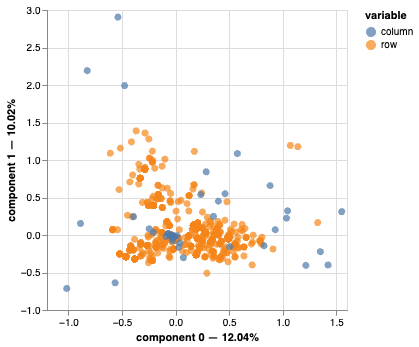 variable
column
row
component 1 — 10.02%
3.0
2.5
2.0
1.5
1.0
0.5
0.0
−0.5
−1.0
−1.0 −0.5 0.0 0.5 1.0 1.5
component 0 — 12.04%